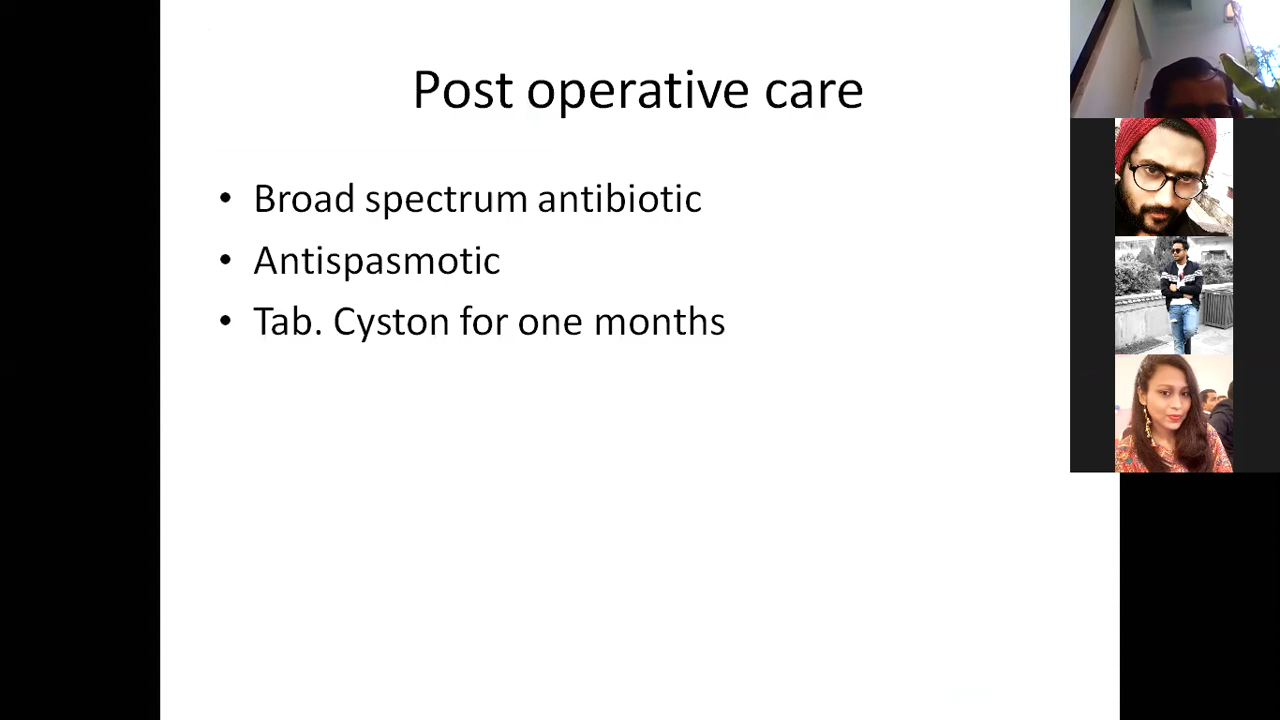 Post operative care
• Broad spectrum antibiotic
• Antispasmotic
• Tab. Cyston for one months